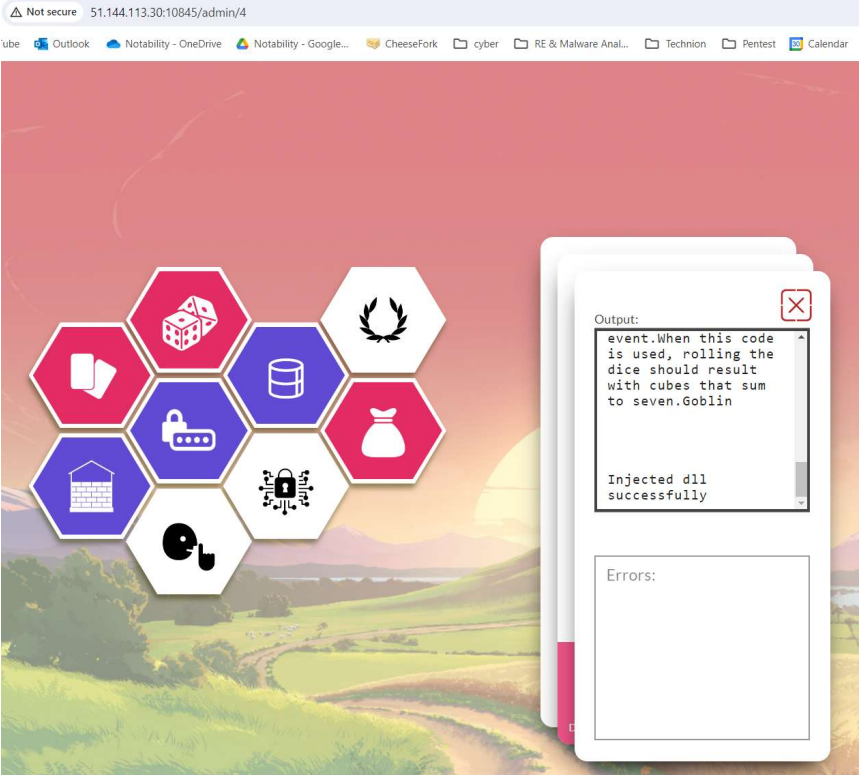 Not secure 51.144.113.30:10845/admin/4
Outlook Notability - OneDrive Notability - Google... CheeseFork cyber RE & Malware Anal... Technion Pentest Calendar
Output:
event.When this code
is used, rolling the
dice should result
with cubes that sum
to seven.Goblin
Injected dll
successfully
Errors: